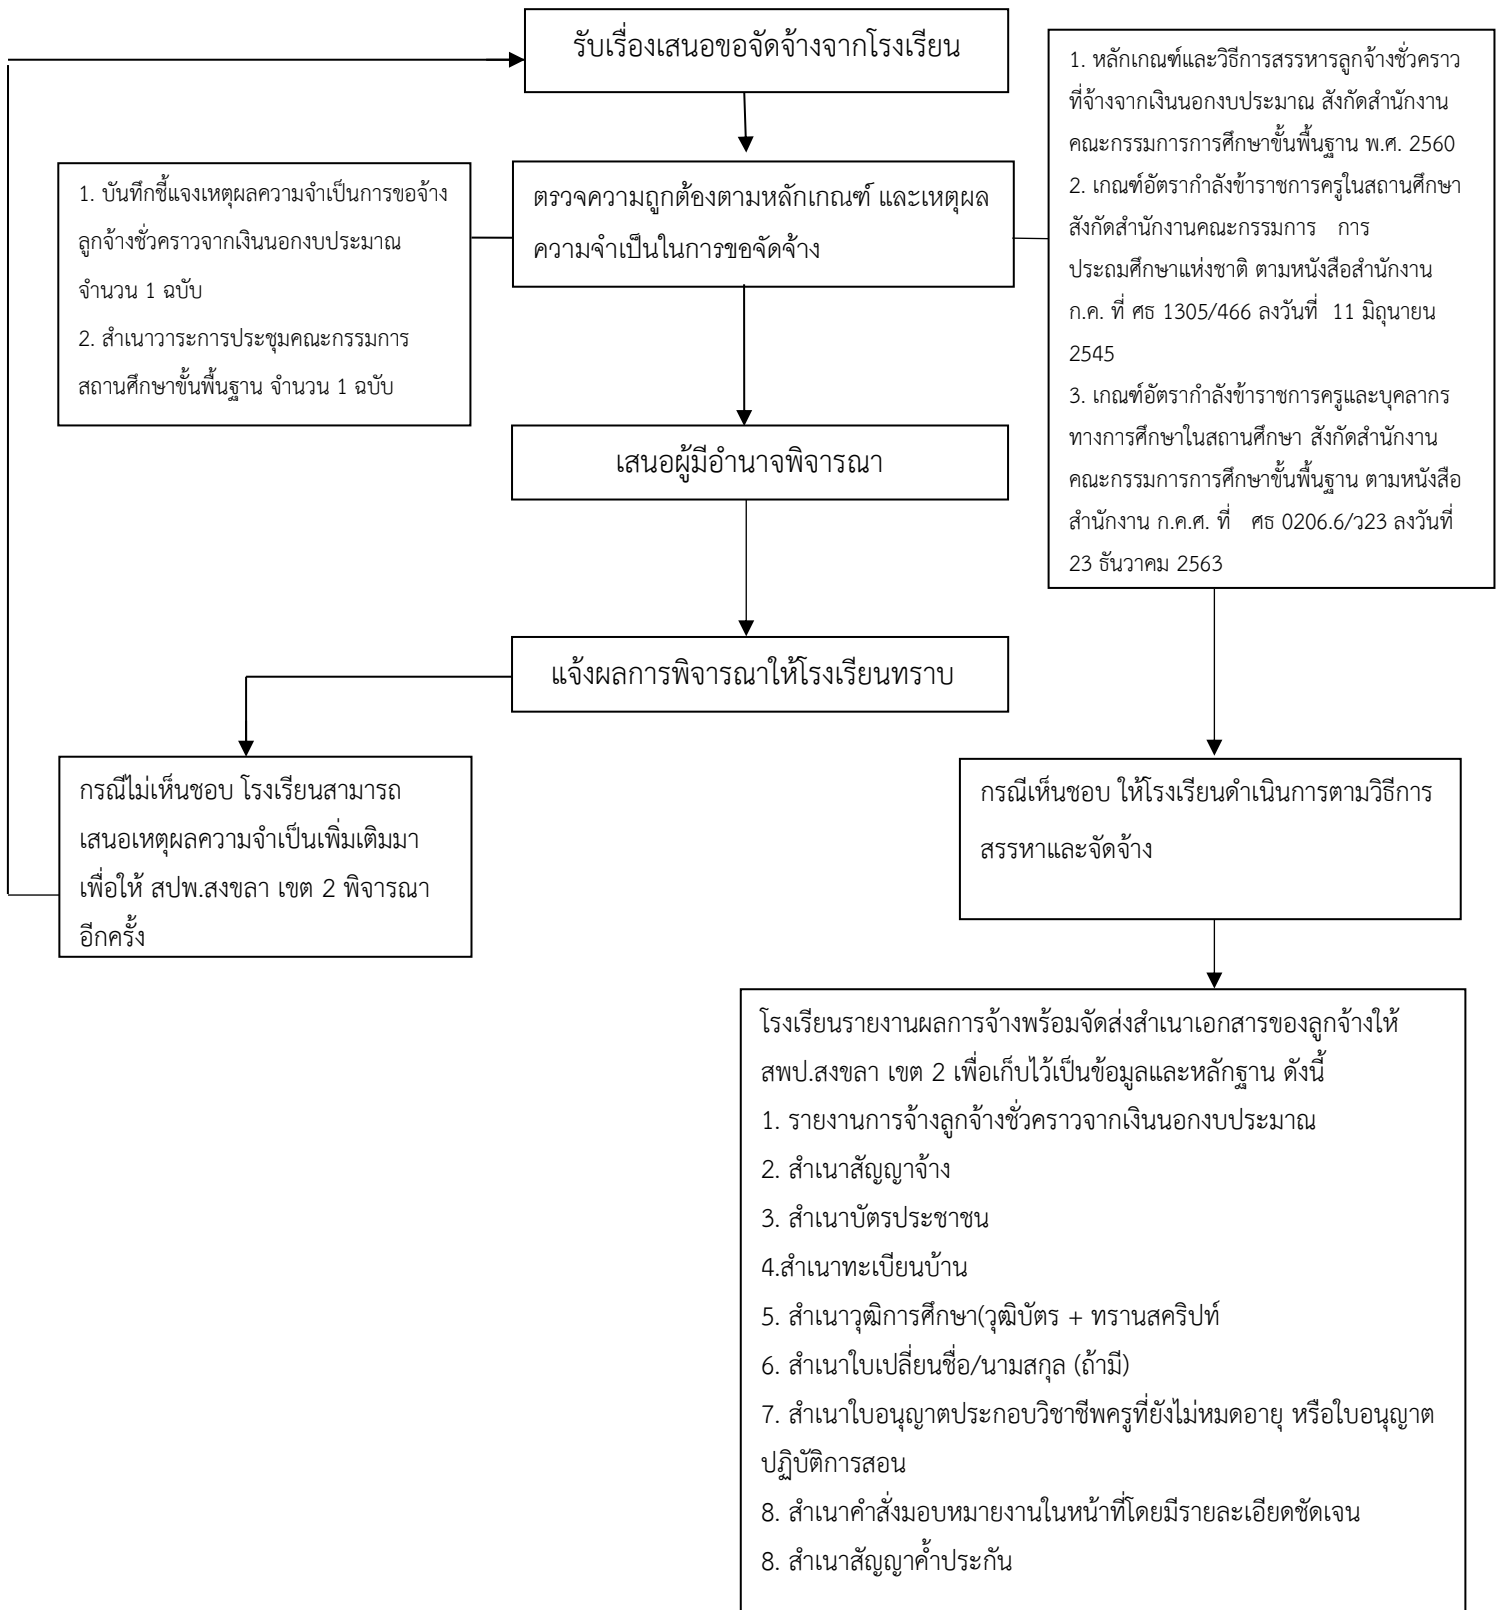 รับเรื่องเสนอขอจัดจ้างจากโรงเรียน
1. หลักเกณฑ์และวิธีการสรรหารลูกจ้างชั่วคราว
ที่จ้างจากเงินนอกงบประมาณ สังกัดสำนักงาน
คณะกรรมการการศึกษาขั้นพื้นฐาน พ.ศ. 2560
2. เกณฑ์อัตรากำลังข้าราชการครูในสถานศึกษา
สังกัดสำนักงานคณะกรรมการ การ
ประถมศึกษาแห่งชาติ ตามหนังสือสำนักงาน
ก.ค. ที่ ศธ 1305/466 ลงวันที่ 11 มิถุนายน
2545
3. เกณฑ์อัตรากำลังข้าราชการครูและบุคลากร
ทางการศึกษาในสถานศึกษา สังกัดสำนักงาน
คณะกรรมการการศึกษาขั้นพื้นฐาน ตามหนังสือ
สำนักงาน ก.ค.ศ. ที่ ศธ 0206.6/ว23 ลงวันที่
23 ธันวาคม 2563
1. บันทึกชี้แจงเหตุผลความจำเป็นการขอจ้าง
ลูกจ้างชั่วคราวจากเงินนอกงบประมาณ
จำนวน 1 ฉบับ
2. สำเนาวาระการประชุมคณะกรรมการ
สถานศึกษาขั้นพื้นฐาน จำนวน 1 ฉบับ
ตรวจความถูกต้องตามหลักเกณฑ์ และเหตุผล
ความจำเป็นในการขอจัดจ้าง
เสนอผู้มีอำนาจพิจารณา
แจ้งผลการพิจารณาให้โรงเรียนทราบ
กรณีไม่เห็นชอบ โรงเรียนสามารถ
เสนอเหตุผลความจำเป็นเพิ่มเติมมา
เพื่อให้ สปพ.สงขลา เขต 2 พิจารณา
อีกครั้ง
กรณีเห็นชอบ ให้โรงเรียนดำเนินการตามวิธีการ
สรรหาและจัดจ้าง
โรงเรียนรายงานผลการจ้างพร้อมจัดส่งสำเนาเอกสารของลูกจ้างให้
สพป.สงขลา เขต 2 เพื่อเก็บไว้เป็นข้อมูลและหลักฐาน ดังนี้
1. รายงานการจ้างลูกจ้างชั่วคราวจากเงินนอกงบประมาณ
2. สำเนาสัญญาจ้าง
3. สำเนาบัตรประชาชน
4.สำเนาทะเบียนบ้าน
5. สำเนาวุฒิการศึกษา(วุฒิบัตร + ทรานสคริปท์
6. สำเนาใบเปลี่ยนชื่อ/นามสกุล (ถ้ามี)
7. สำเนาใบอนุญาตประกอบวิชาชีพครูที่ยังไม่หมดอายุ หรือใบอนุญาต
ปฏิบัติการสอน
8. สำเนาคำสั่งมอบหมายงานในหน้าที่โดยมีรายละเอียดชัดเจน
8. สำเนาสัญญาค้ำประกัน